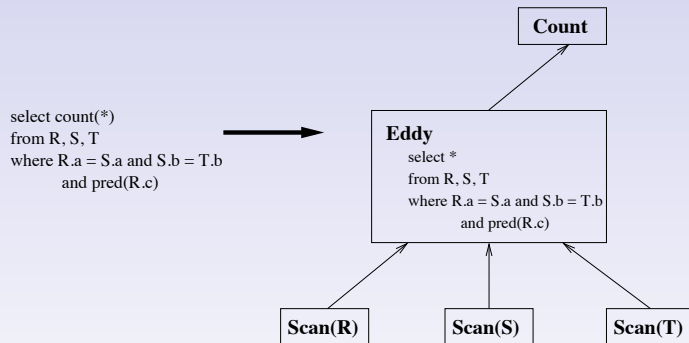 Count
select count(*)
from R, S, T
where R.a = S.a and S.b = T.b
and pred(R.c)
Eddy
select *
from R, S, T
where R.a = S.a and S.b = T.b
and pred(R.c)
Scan(R)
Scan(S)
Scan(T)